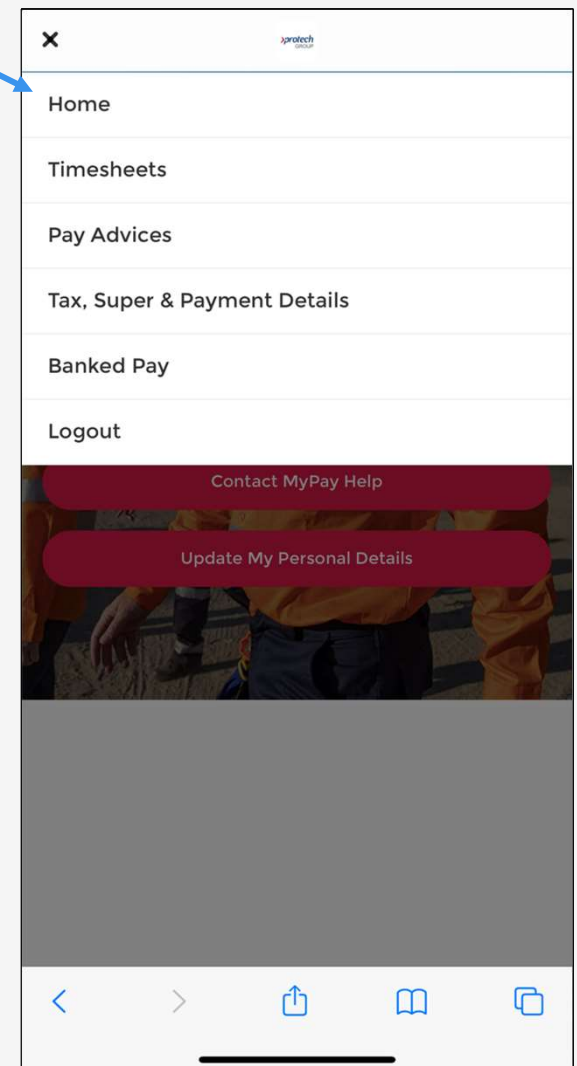 protech
GROUP
Home
Timesheets
Pay Advices
Tax, Super & Payment Details
Banked Pay
Logout
Contact MyPay Help
Update My Personal Details